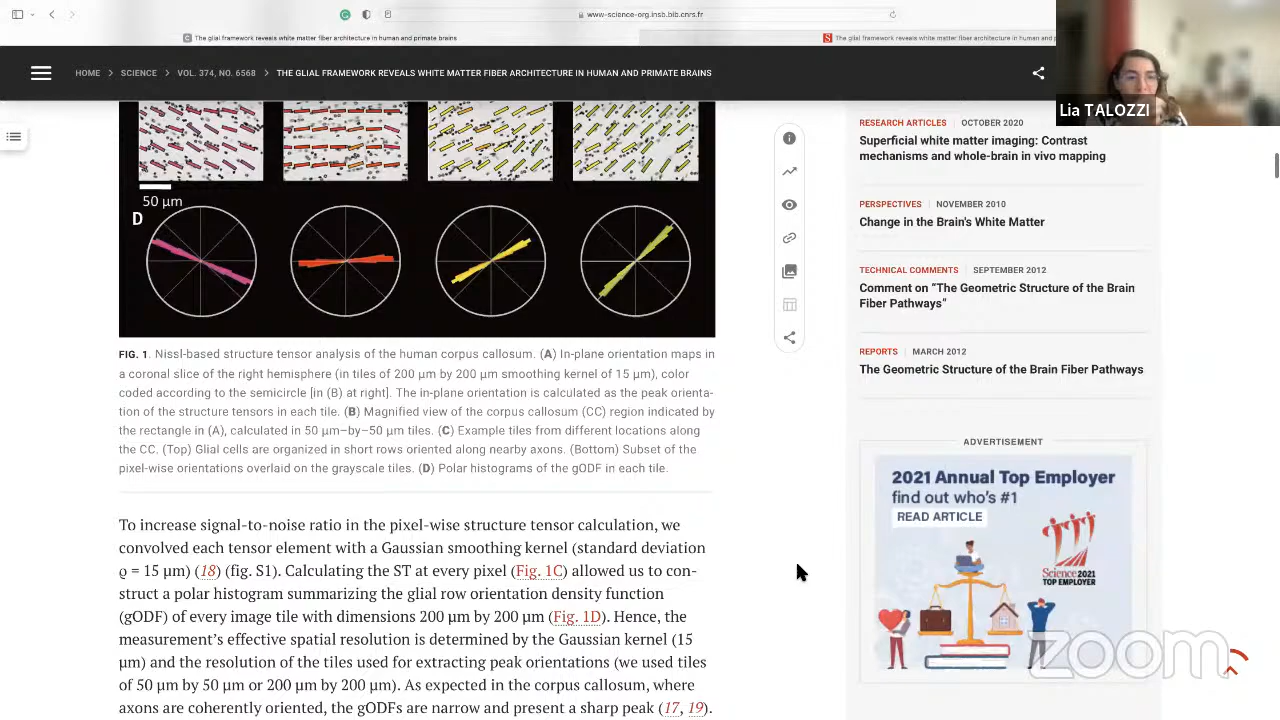 www-science-org.insb.bib.cnrs.fr
The glial framework reveals white matter fiber architecture in human and primate brains
The glial framework reveals white matter fiber architecture in human and p
HOME > SCIENCE > VOL. 374, NO. 6568 > THE GLIAL FRAMEWORK REVEALS WHITE MATTER FIBER ARCHITECTURE IN HUMAN AND PRIMATE BRAINS
Lia TALOZZI
50 µm
D
FIG. 1. Nissl-based structure tensor analysis of the human corpus callosum. (A) In-plane orientation maps in
a coronal slice of the right hemisphere (in tiles of 200 µm by 200 µm smoothing kernel of 15 µm), color
coded according to the semicircle [in (B) at right]. The in-plane orientation is calculated as the peak orienta-
tion of the structure tensors in each tile. (B) Magnified view of the corpus callosum (CC) region indicated by
the rectangle in (A), calculated in 50 µm–by–50 µm tiles. (C) Example tiles from different locations along
the CC. (Top) Glial cells are organized in short rows oriented along nearby axons. (Bottom) Subset of the
pixel-wise orientations overlaid on the grayscale tiles. (D) Polar histograms of the gODF in each tile.
To increase signal-to-noise ratio in the pixel-wise structure tensor calculation, we
convolved each tensor element with a Gaussian smoothing kernel (standard deviation
ρ = 15 µm) (18) (fig. S1). Calculating the ST at every pixel (Fig. 1C) allowed us to con-
struct a polar histogram summarizing the glial row orientation density function
(gODF) of every image tile with dimensions 200 µm by 200 µm (Fig. 1D). Hence, the
measurement’s effective spatial resolution is determined by the Gaussian kernel (15
µm) and the resolution of the tiles used for extracting peak orientations (we used tiles
of 50 µm by 50 µm or 200 µm by 200 µm). As expected in the corpus callosum, where
axons are coherently oriented, the gODFs are narrow and present a sharp peak (17, 19).
RESEARCH ARTICLES | OCTOBER 2020
Superficial white matter imaging: Contrast
mechanisms and whole-brain in vivo mapping
PERSPECTIVES | NOVEMBER 2010
Change in the Brain's White Matter
TECHNICAL COMMENTS | SEPTEMBER 2012
Comment on “The Geometric Structure of the Brain
Fiber Pathways”
REPORTS | MARCH 2012
The Geometric Structure of the Brain Fiber Pathways
ADVERTISEMENT
2021 Annual Top Employer
find out who's #1
READ ARTICLE
Science 2021
TOP EMPLOYER
zoom